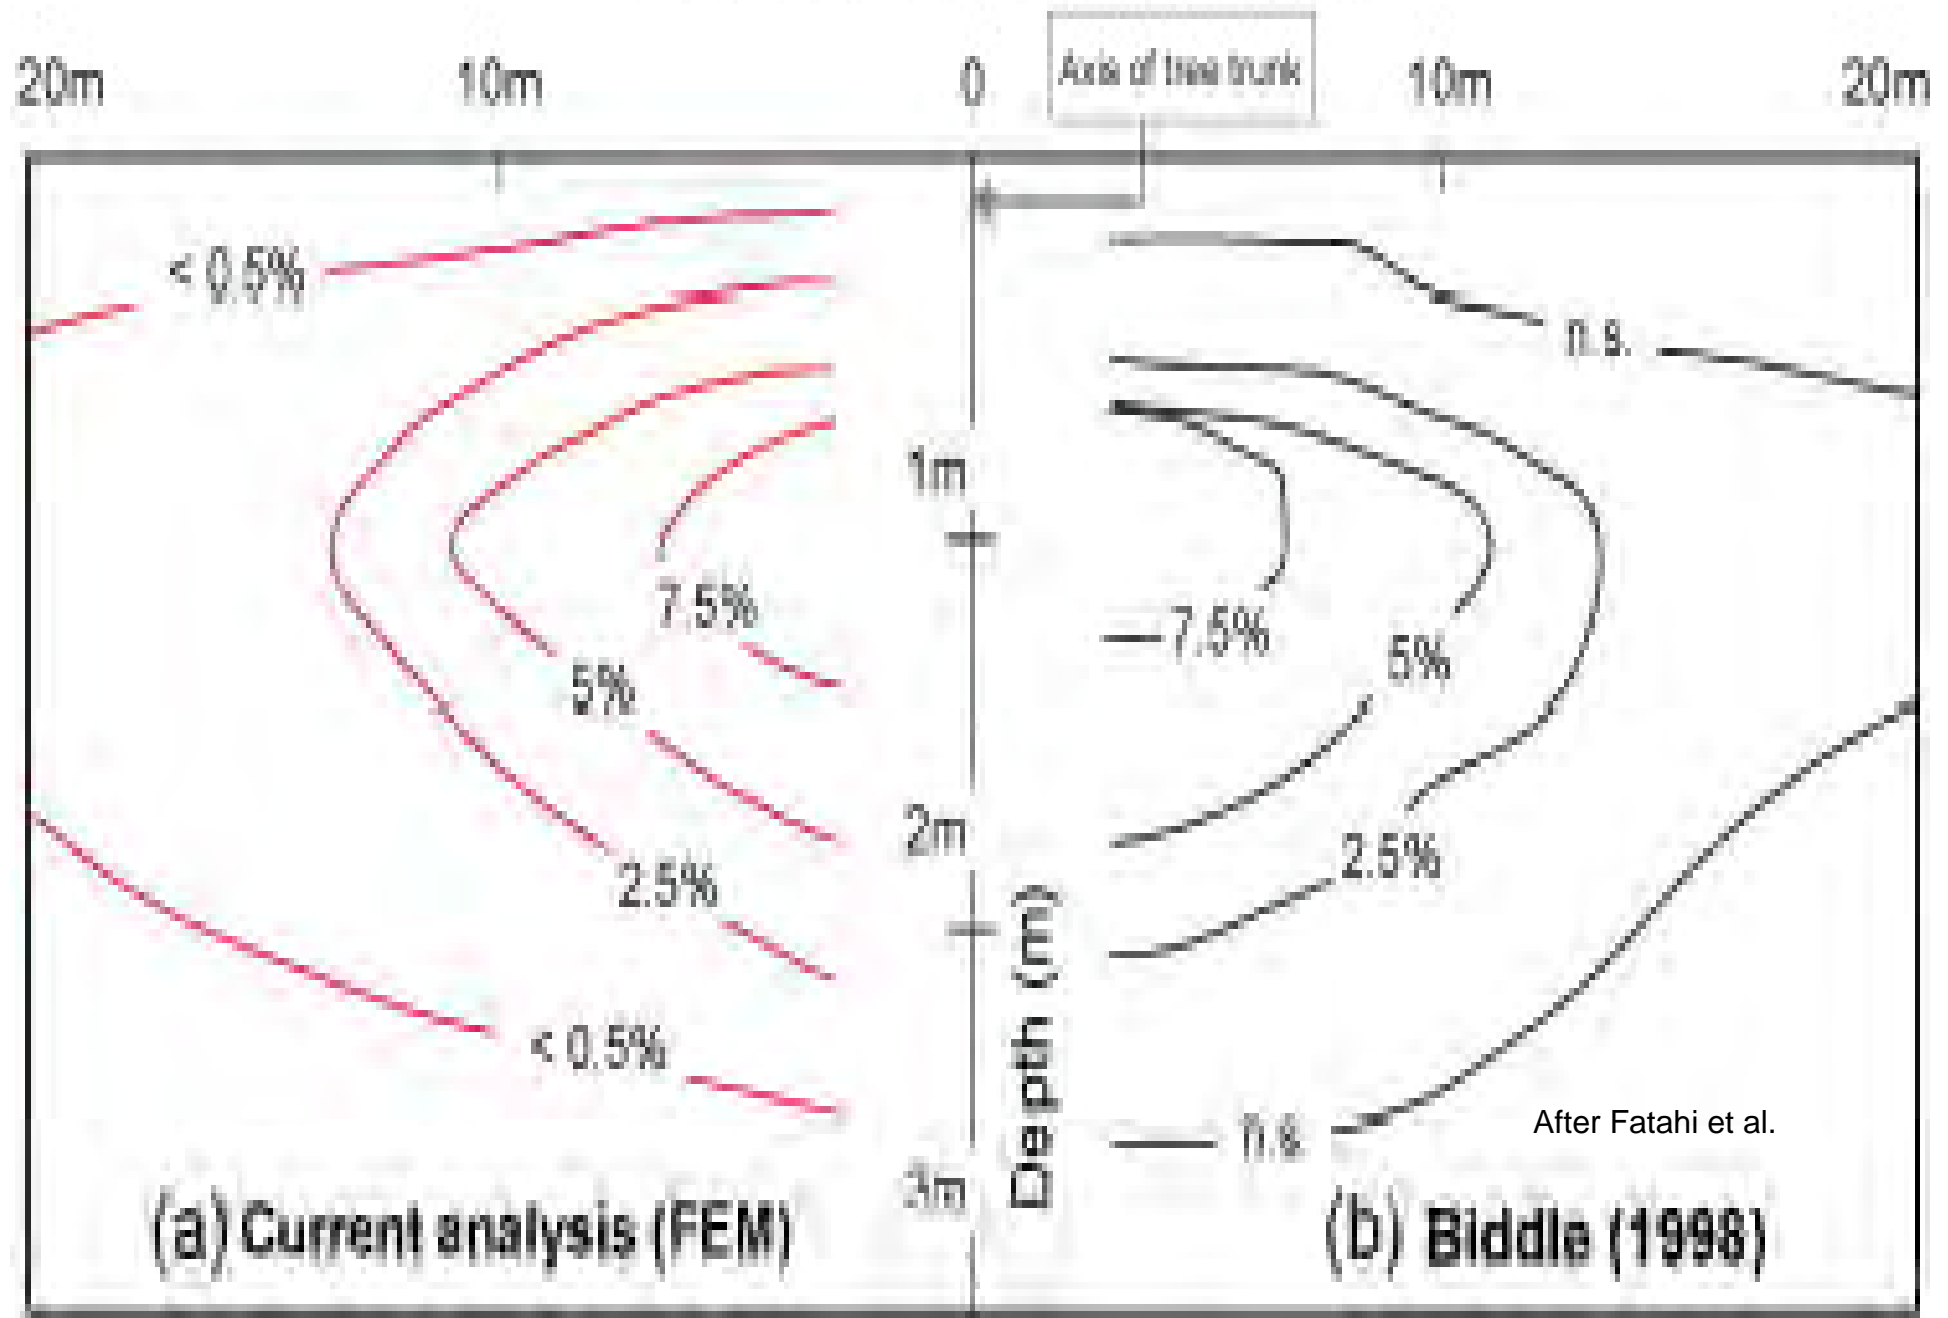 20m
10m
0
Axis of tree trunk
10m
20m
< 0.5%
n.s.
1m
7.5%
7.5%
5%
5%
2m
2.5%
2.5%
Depth (m)
< 0.5%
n.s.
After Fatahi et al.
3m
(a) Current analysis (FEM)
(b) Biddle (1998)